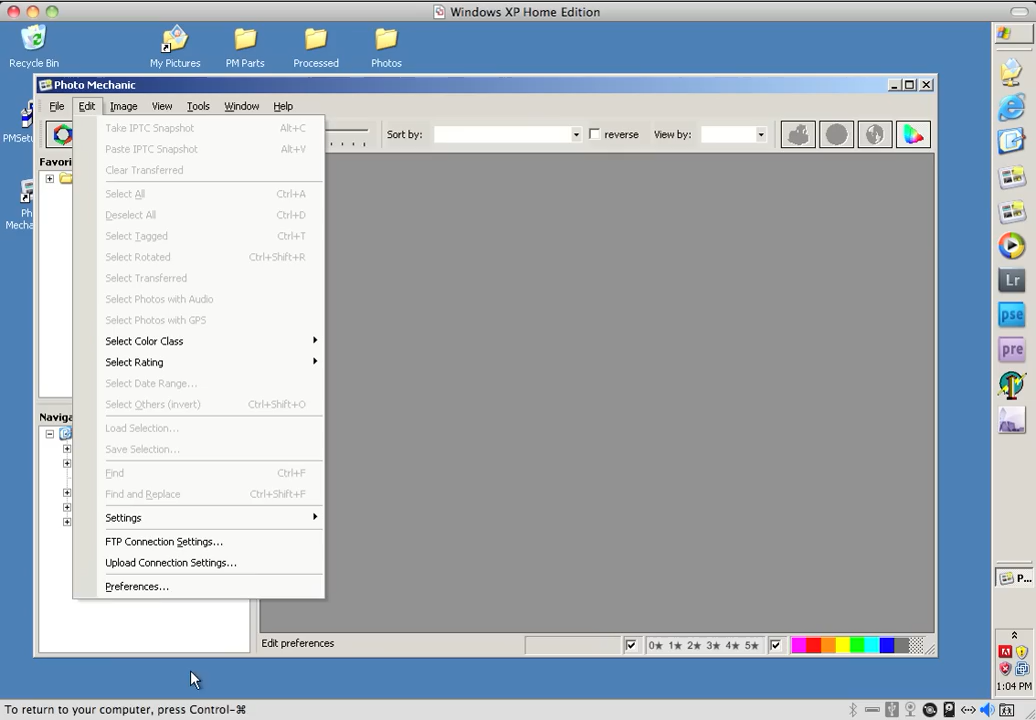 Windows XP Home Edition
Recycle Bin
My Pictures
PM Parts
Processed
Photos
Photo Mechanic
File Edit Image View Tools Window Help
Sort by:
reverse
View by:
Take IPTC Snapshot Alt+C
Paste IPTC Snapshot Alt+V
Clear Transferred
Select All Ctrl+A
Deselect All Ctrl+D
Select Tagged Ctrl+T
Select Rotated Ctrl+Shift+R
Select Transferred
Select Photos with Audio
Select Photos with GPS
Select Color Class
Select Rating
Select Date Range...
Select Others (invert) Ctrl+Shift+O
Load Selection...
Save Selection...
Find Ctrl+F
Find and Replace Ctrl+Shift+F
Settings
FTP Connection Settings...
Upload Connection Settings...
Preferences...
PMSetu
Favori
Ph
Mecha
Naviga
Edit preferences
0★ 1★ 2★ 3★ 4★ 5★
Lr
pse
pre
P...
1:04 PM
To return to your computer, press Control-⌘